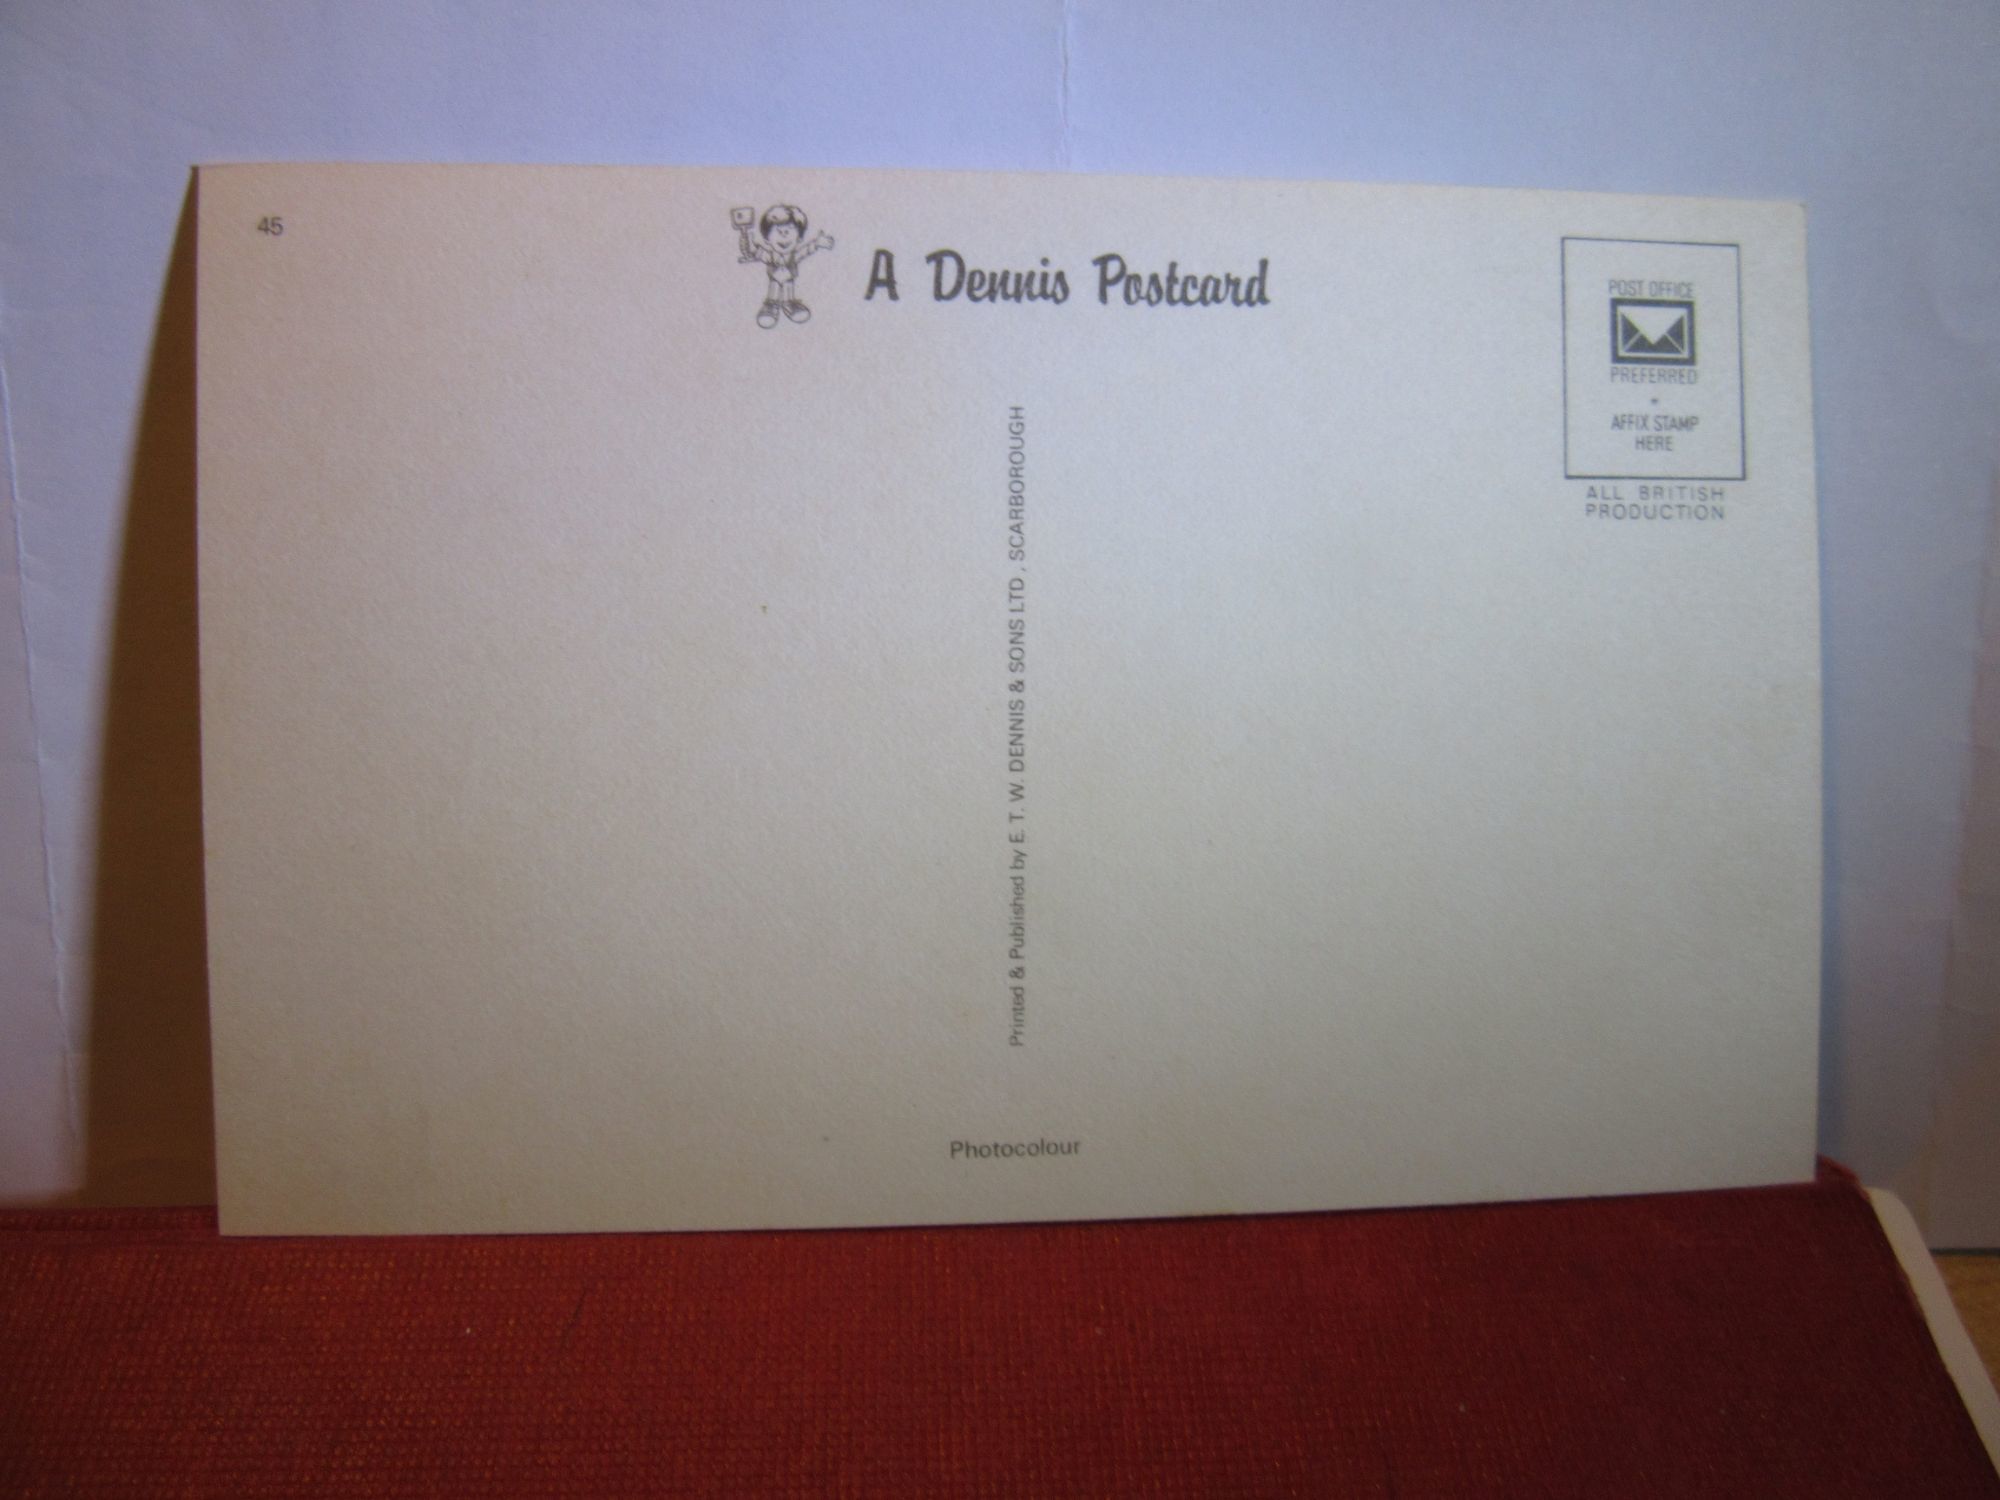 45
A Dennis Postcard
POST OFFICE
PREFERRED
AFFIX STAMP
HERE
ALL BRITISH
PRODUCTION
Printed & Published by E. T. W. DENNIS & SONS LTD., SCARBOROUGH
Photocolour